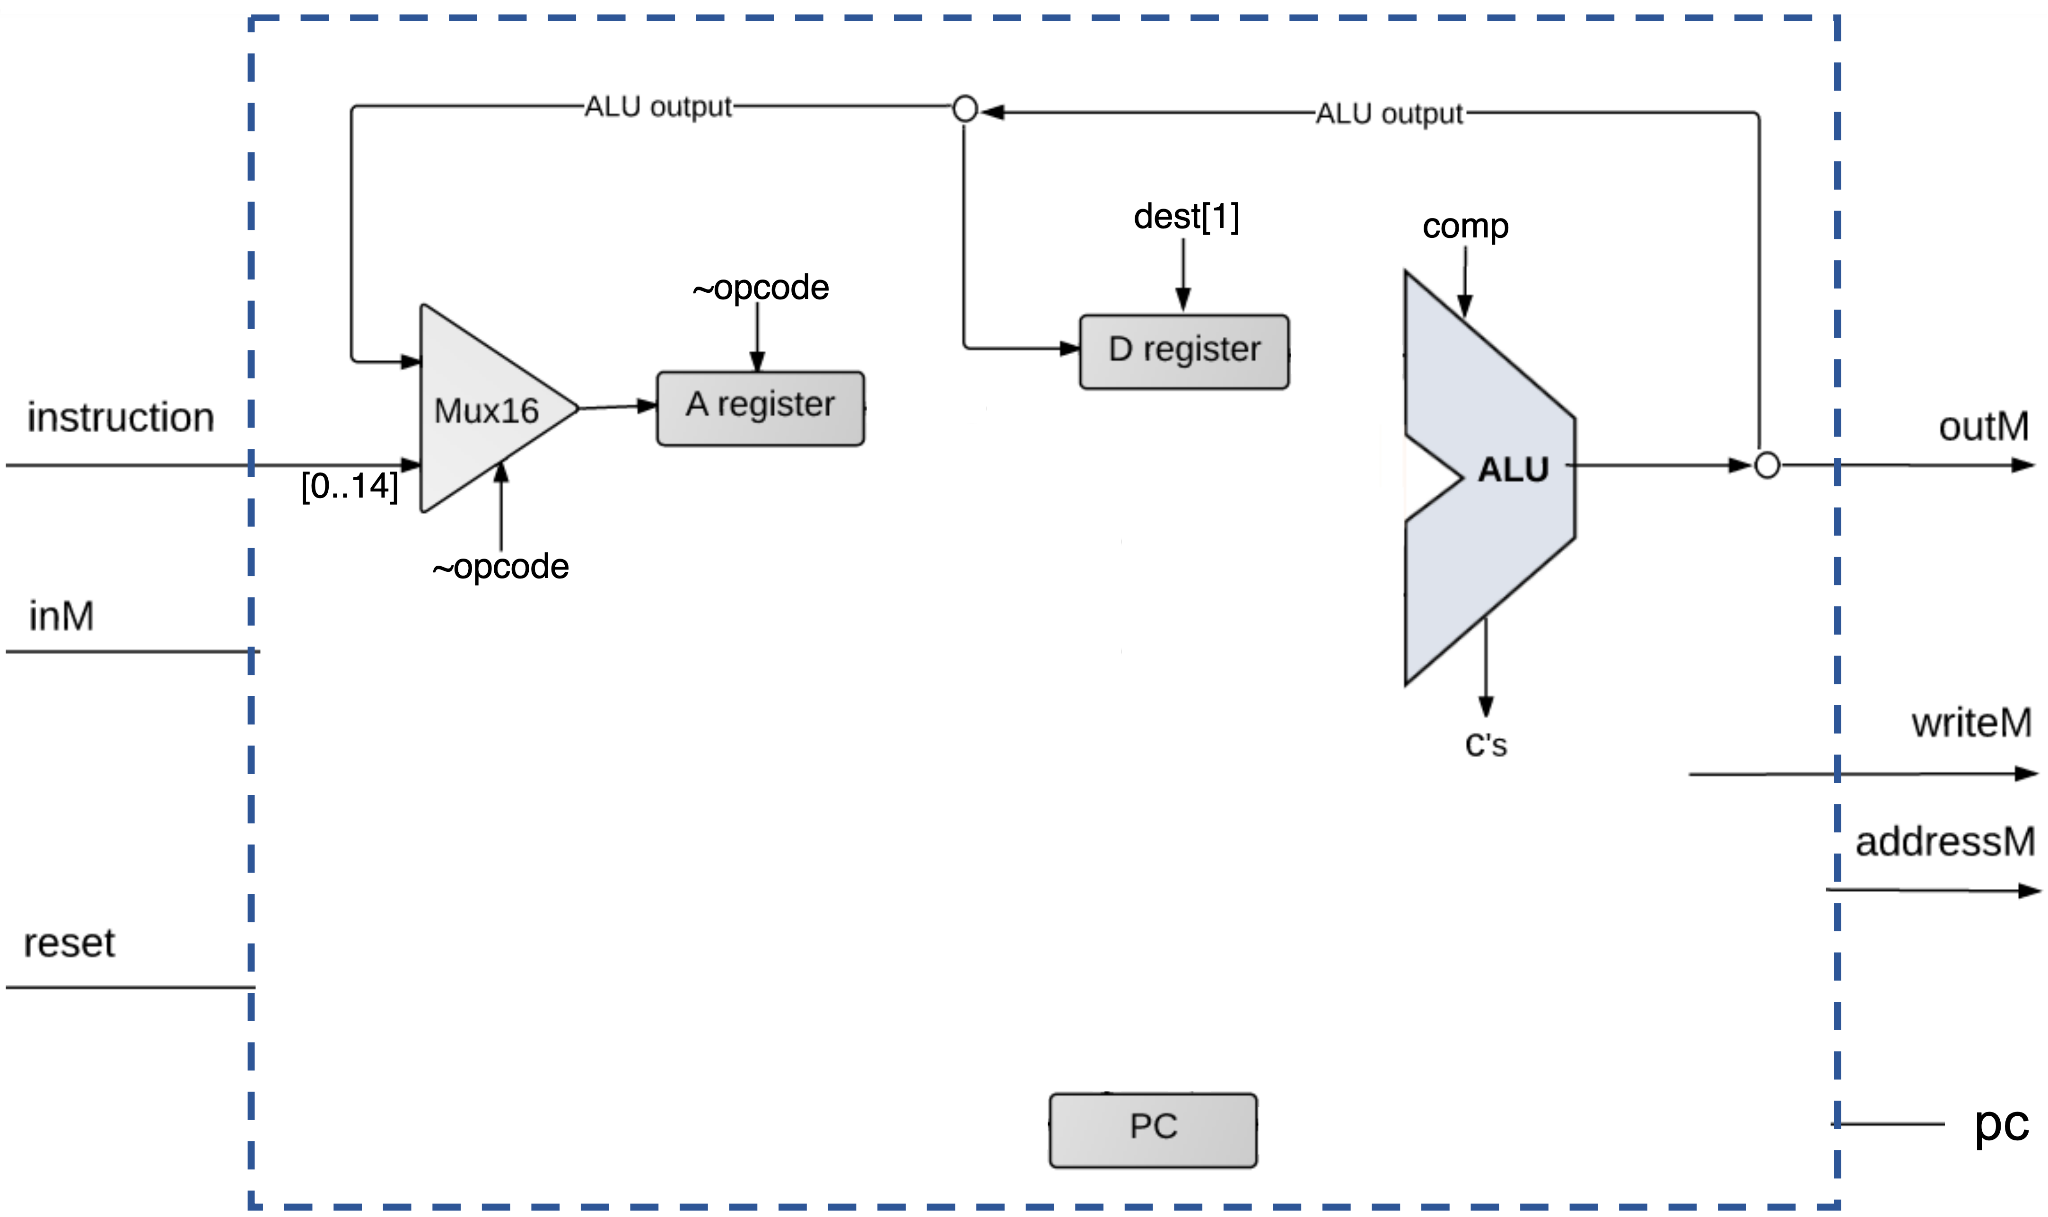 ALU output
ALU output
dest[1]
comp
~opcode
D register
A register
Mux16
instruction
[0..14]
ALU
outM
~opcode
inM
writeM
c's
addressM
reset
PC
pc